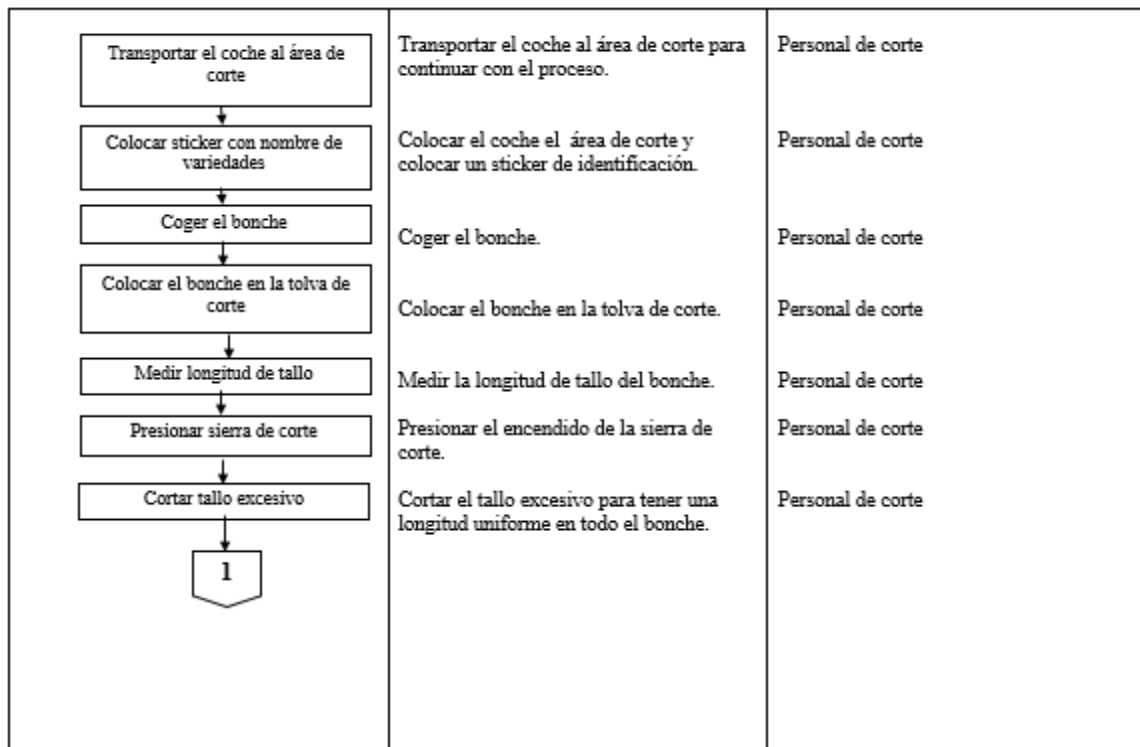 Transportar el coche al área de
corte
Transportar el coche al área de corte para
continuar con el proceso.
Personal de corte
Colocar sticker con nombre de
variedades
Colocar el coche el área de corte y
colocar un sticker de identificación.
Personal de corte
Coger el bonche
Coger el bonche.
Personal de corte
Colocar el bonche en la tolva de
corte
Colocar el bonche en la tolva de corte.
Personal de corte
Medir longitud de tallo
Medir la longitud de tallo del bonche.
Personal de corte
Presionar sierra de corte
Presionar el encendido de la sierra de
corte.
Personal de corte
Cortar tallo excesivo
Cortar el tallo excesivo para tener una
longitud uniforme en todo el bonche.
Personal de corte
1